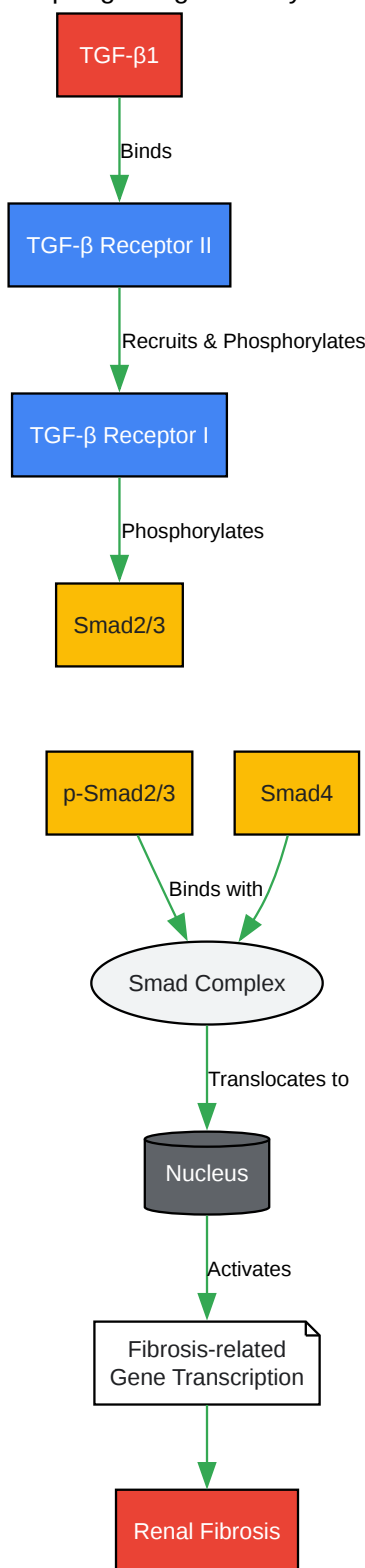 TGF-β1
Binds
TGF-β Receptor II
Recruits & Phosphorylates
TGF-β Receptor I
Phosphorylates
Smad2/3
p-Smad2/3
Smad4
Binds with
Smad Complex
Translocates to
Nucleus
Activates
Fibrosis-related
Gene Transcription
Renal Fibrosis